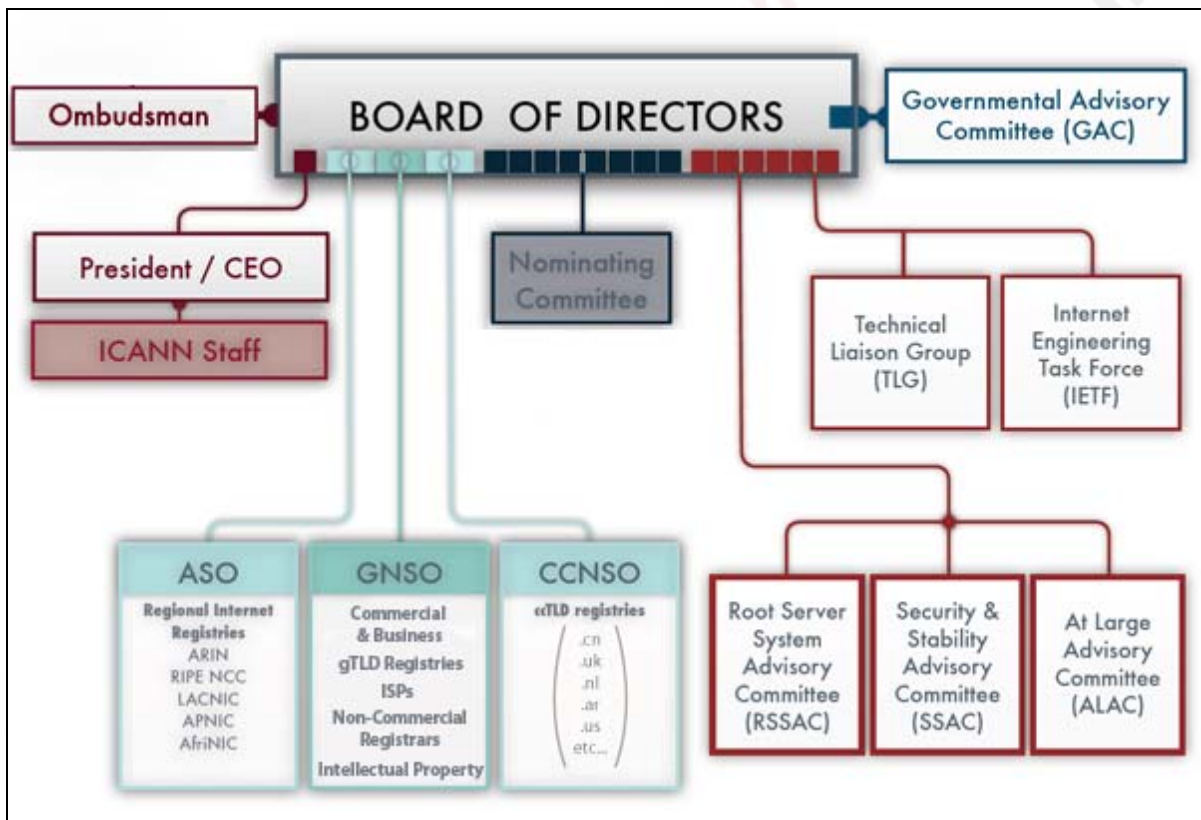 BOARD OF DIRECTORS
Ombudsman
Governmental Advisory
Committee (GAC)
President / CEO
ICANN Staff
Nominating
Committee
Technical
Liaison Group
(TLG)
Internet
Engineering
Task Force
(IETF)
ASO
Regional Internet
Registries
ARIN
RIPE NCC
LACNIC
APNIC
AfriNIC
GNSO
Commercial
& Business
gTLD Registries
ISPs
Non-Commercial
Registrars
Intellectual Property
CCNSO
ccTLD registries
.cn
.uk
.nl
.ar
.us
etc...
Root Server
System
Advisory
Committee
(RSSAC)
Security &
Stability
Advisory
Committee
(SSAC)
At Large
Advisory
Committee
(ALAC)